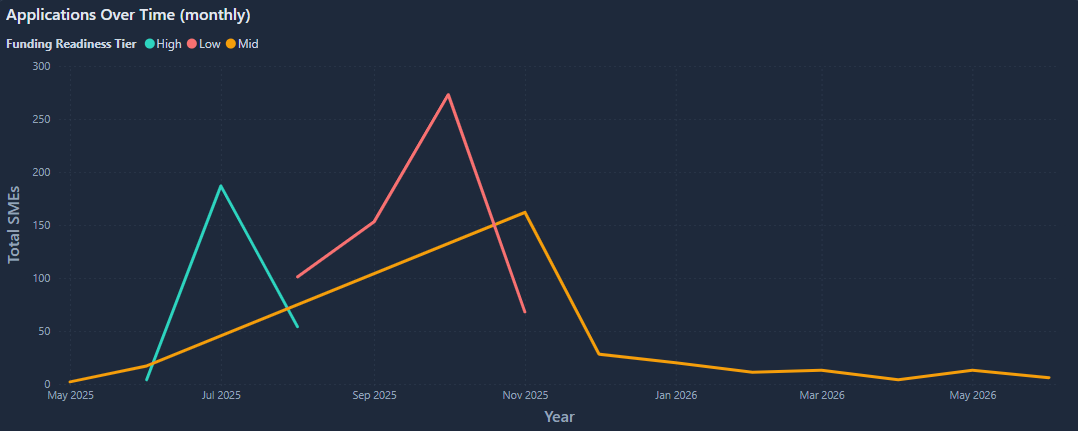 Applications Over Time (monthly)
Funding Readiness Tier High Low Mid
300
250
200
150
100
50
0
Total SMEs
May 2025 Jul 2025 Sep 2025 Nov 2025 Jan 2026 Mar 2026 May 2026
Year